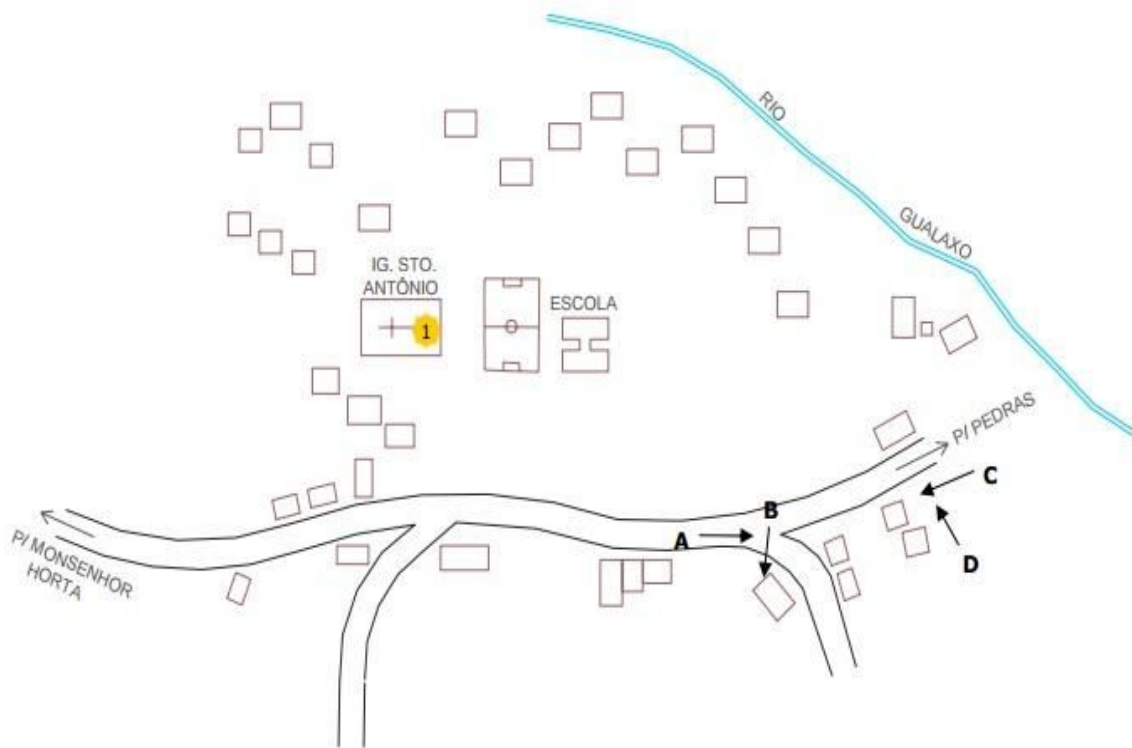 RIO
GUALAXO
IG. STO.
ANTÔNIO
ESCOLA
1
P/ PEDRAS
C
B
A
D
P/ MONSENHOR
HORTA